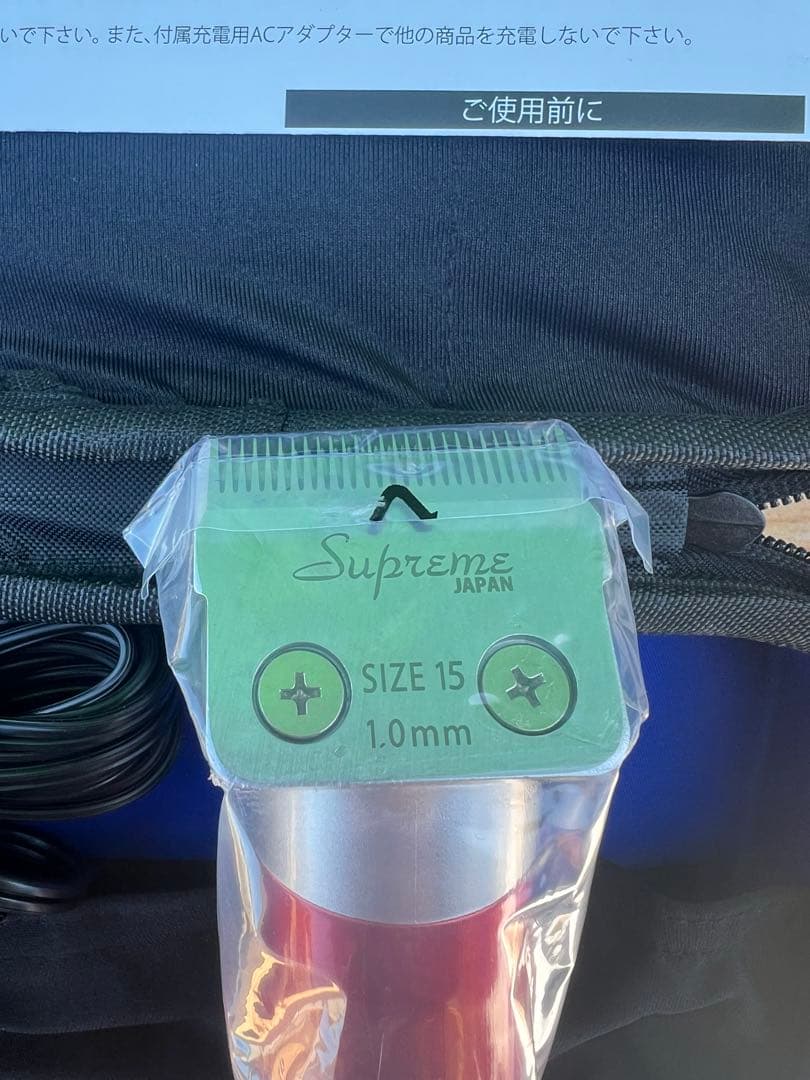 いで下さい。また、付属充電用ACアダプターで他の商品を充電しないで下さい。
ご使用前に
Supreme
JAPAN
SIZE 15
1.0mm